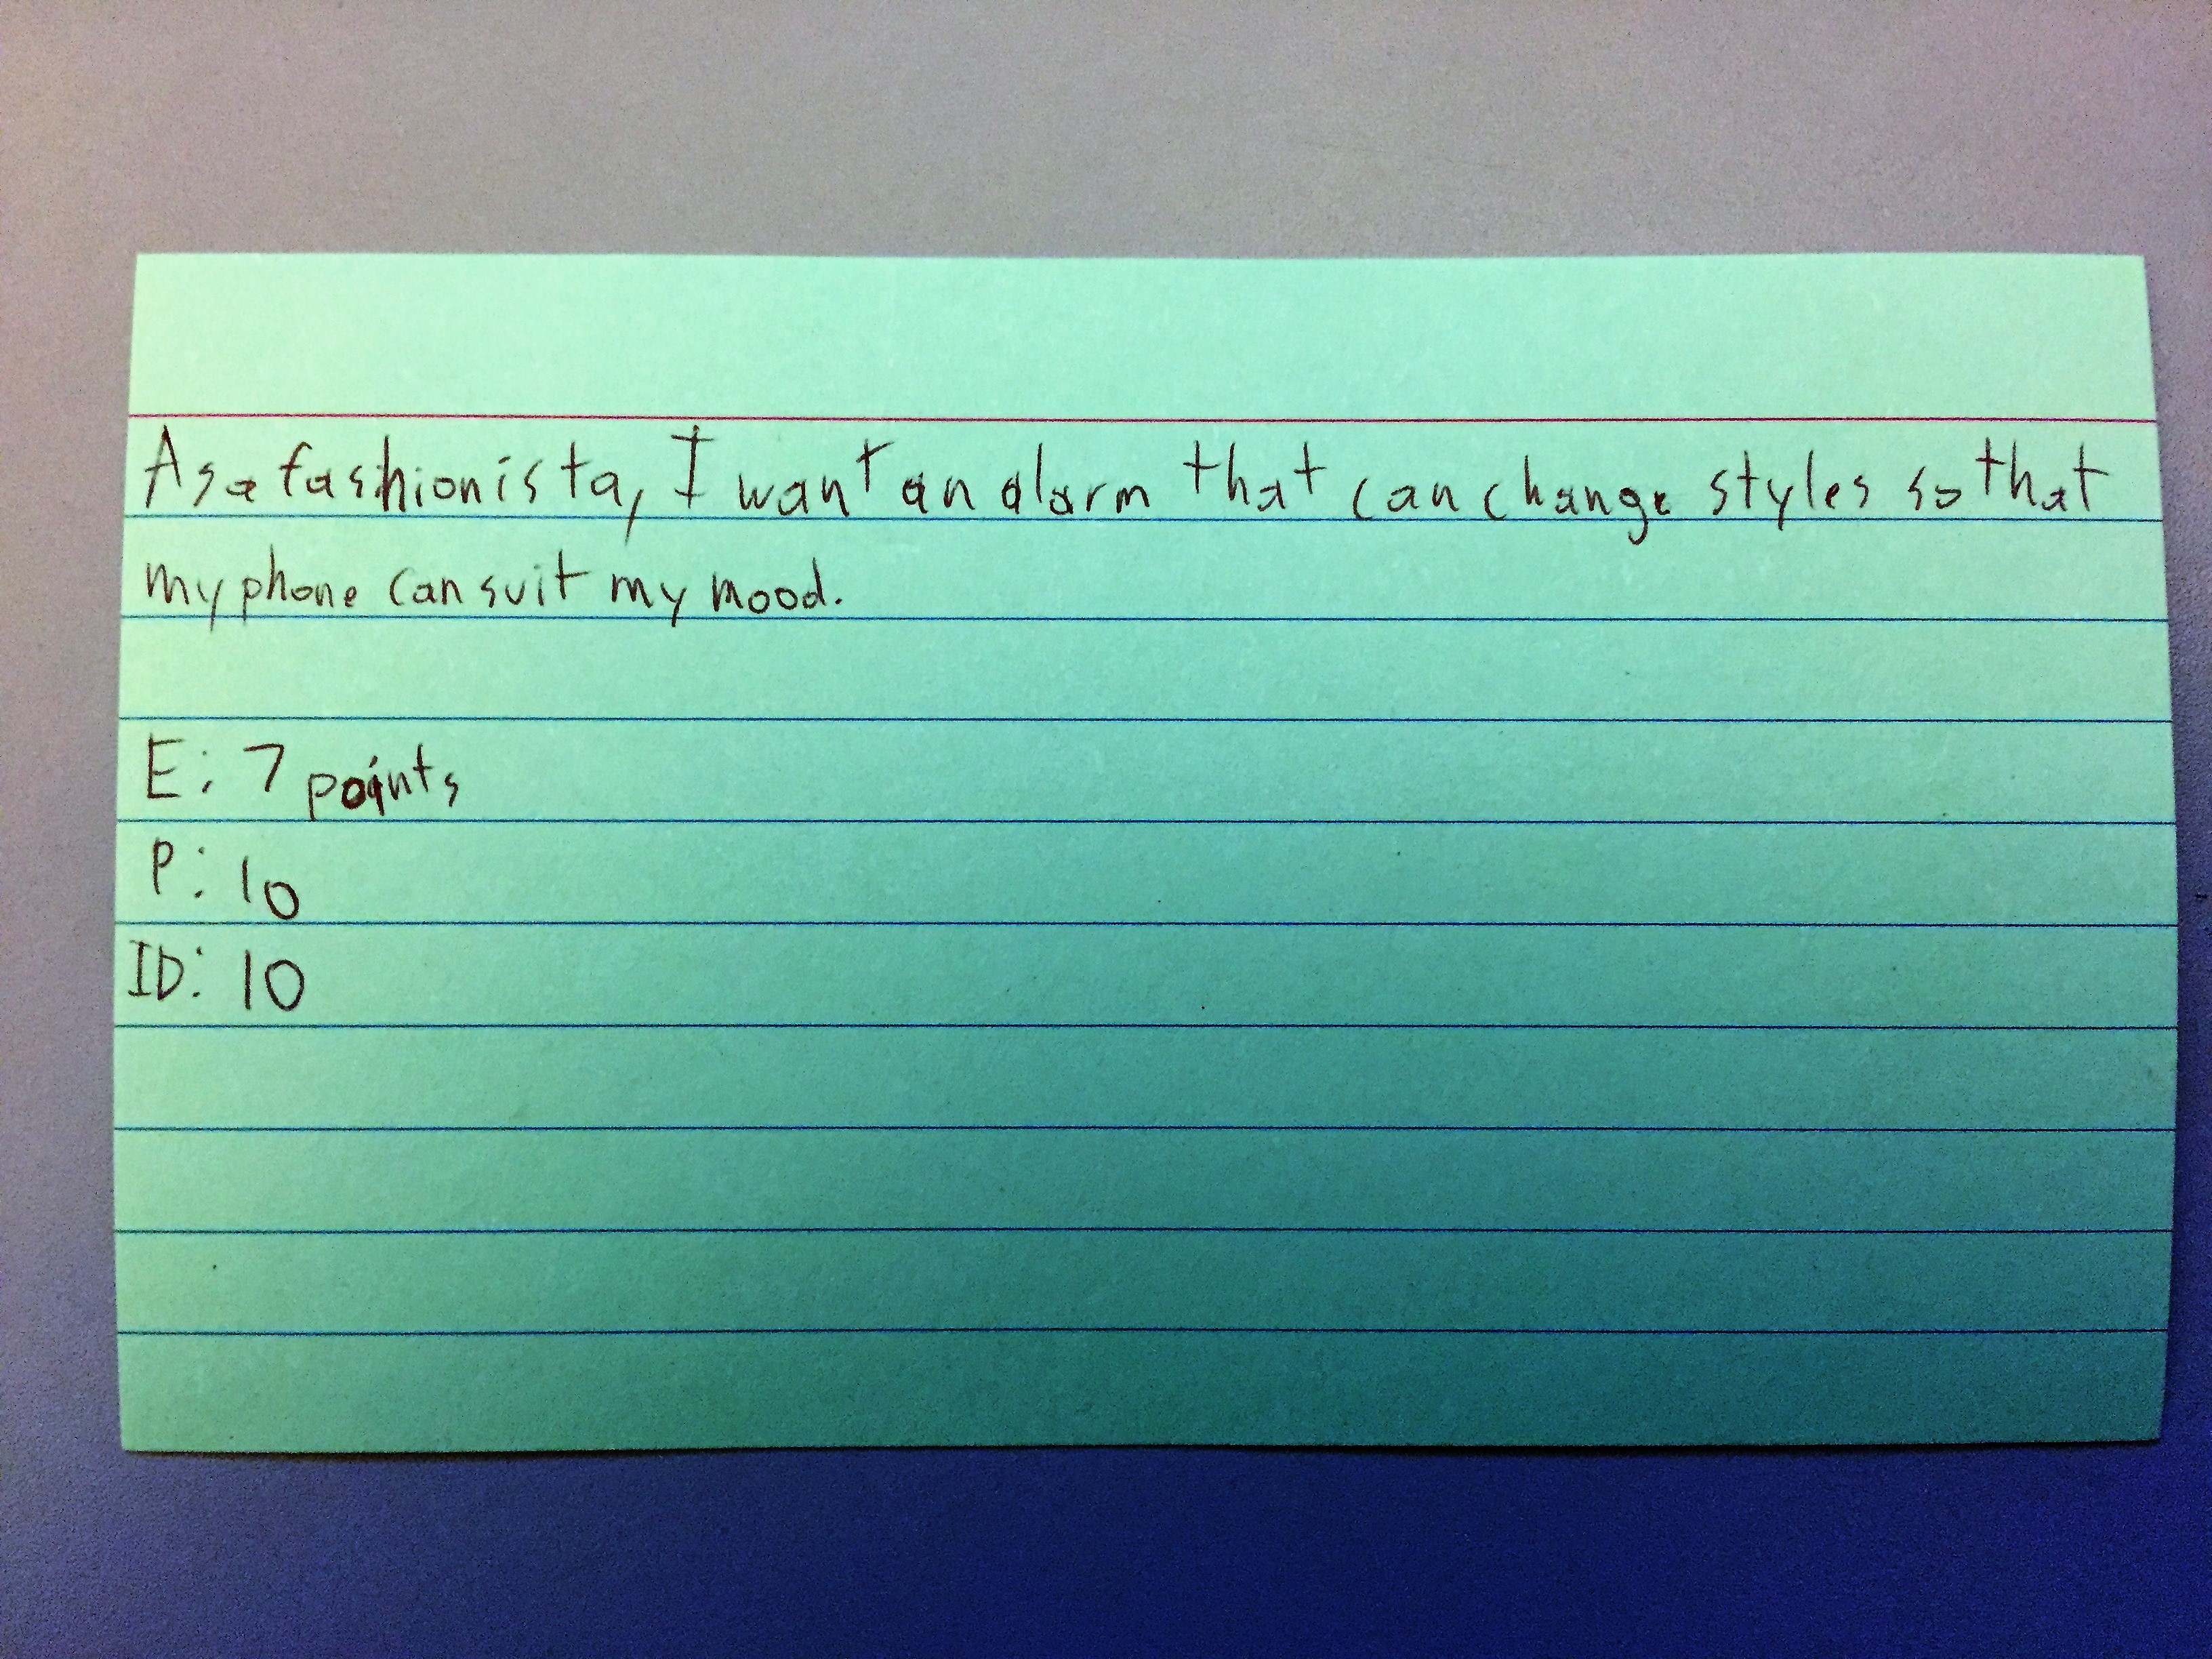 As a fashionista, I want an alarm that can change styles so that
my phone can suit my mood.
E: 7 points
P: 10
ID: 10